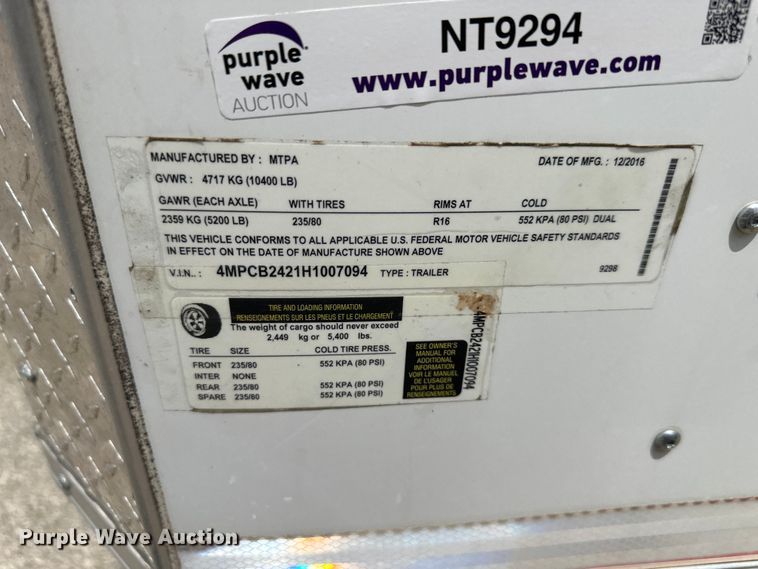 purple wave AUCTION
NT9294
www.purplewave.com
MANUFACTURED BY : MTPA DATE OF MFG. : 12/2016
GVWR : 4717 KG (10400 LB)
GAWR (EACH AXLE) WITH TIRES RIMS AT COLD
2359 KG (5200 LB) 235/80 R16 552 KPA (80 PSI) DUAL
THIS VEHICLE CONFORMS TO ALL APPLICABLE U.S. FEDERAL MOTOR VEHICLE SAFETY STANDARDS
IN EFFECT ON THE DATE OF MANUFACTURE SHOWN ABOVE
9298
V.I.N.. : 4MPCB2421H1007094 TYPE : TRAILER
TIRE AND LOADING INFORMATION
RENSEIGNEMENTS SUR LES PNEUS ET LE CHARGEMENT
The weight of cargo should never exceed
2,449 kg or 5,400 lbs.
TIRE SIZE COLD TIRE PRESS.
FRONT 235/80 552 KPA (80 PSI)
INTER NONE
REAR 235/80 552 KPA (80 PSI)
SPARE 235/80 552 KPA (80 PSI)
SEE OWNER'S
MANUAL FOR
ADDITIONAL
INFORMATION
VOIR LE MANUEL
DE L'USAGER
POUR PLUS DE
RENSEIGNEMENTS
4MPCB2421H1007094
Purple Wave Auction